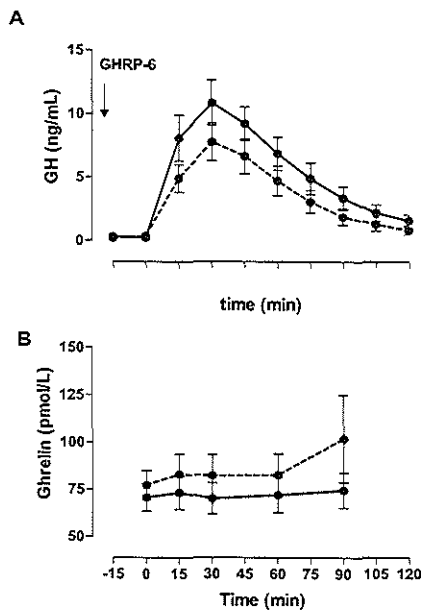 A
GHRP-6
15
10
5
0
GH (ng/mL)
time (min)
B
150
125
100
75
50
Ghrelin (pmol/L)
-15 0 15 30 45 60 75 90 105 120
Time (min)